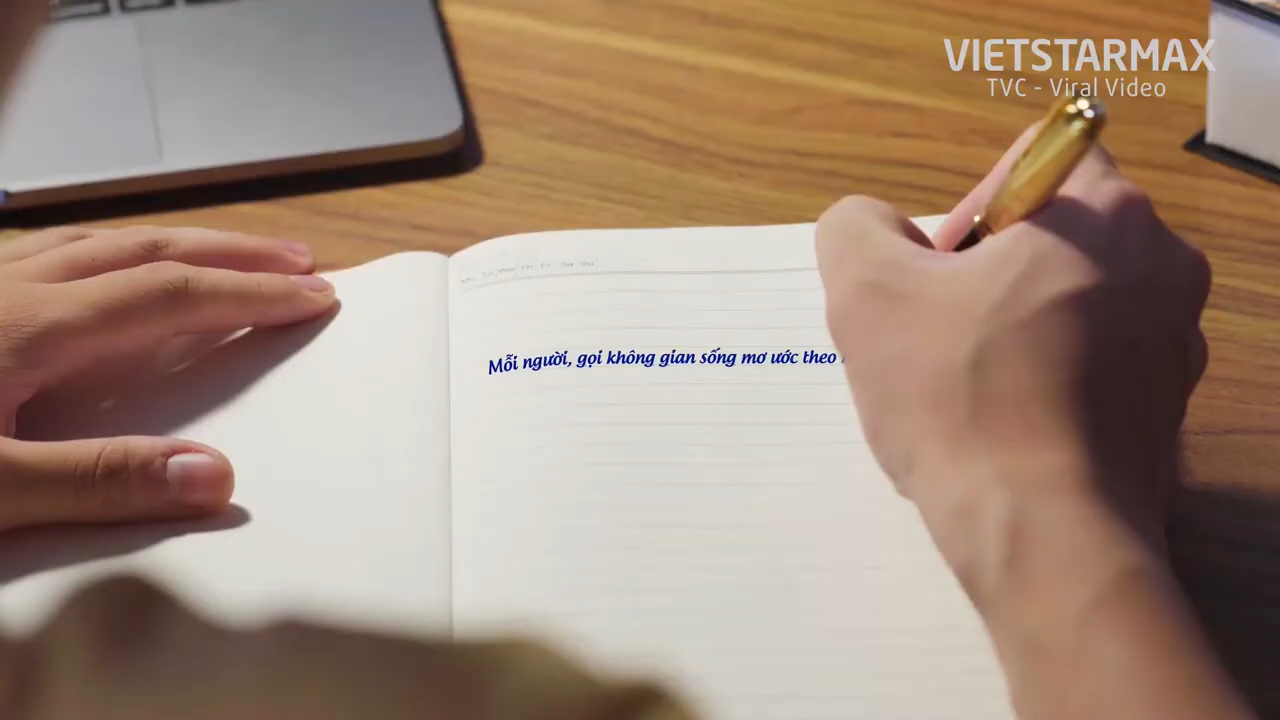 VIETSTARMAX
TVC - Viral Video
Mỗi người, gọi không gian sống mơ ước theo